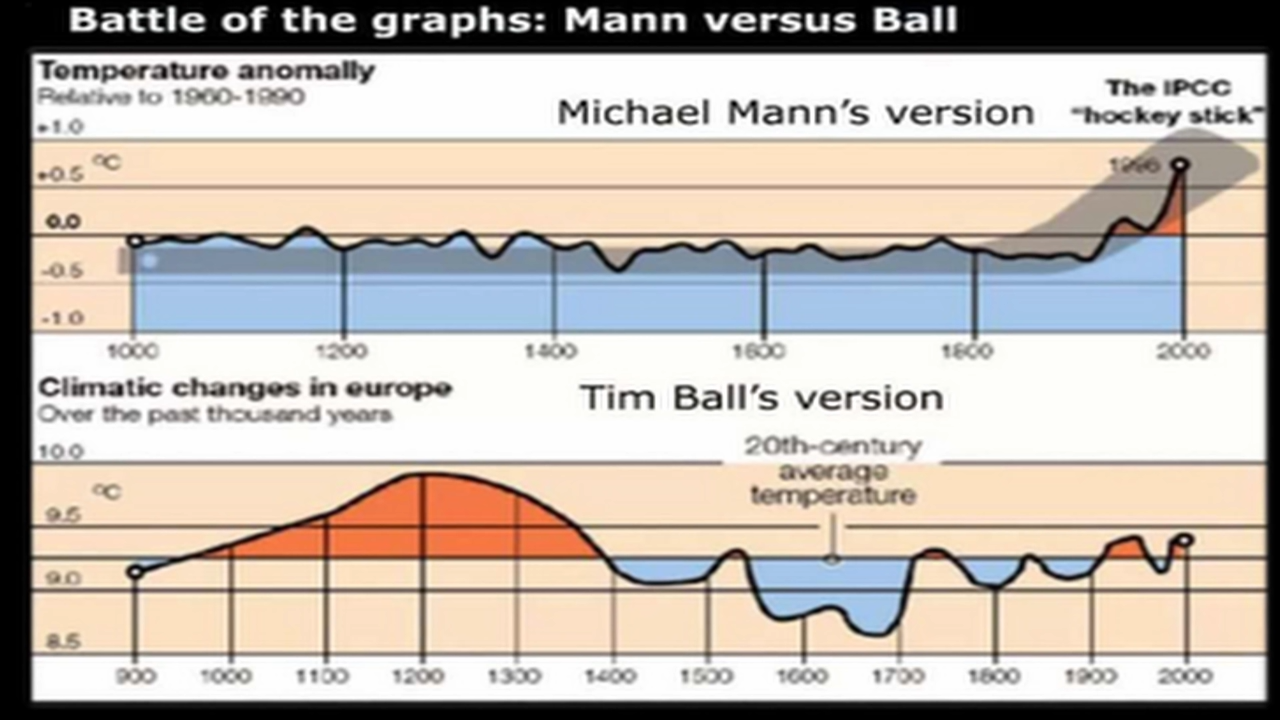 Battle of the graphs: Mann versus Ball
Temperature anomally
Relative to 1960-1990
Michael Mann's version
The IPCC
"hockey stick"
+1.0
°C
+0.5
1998
0.0
-0.5
-1.0
1000 1200 1400 1600 1800 2000
Climatic changes in europe
Over the past thousand years
Tim Ball's version
20th-century
average
temperature
10.0
°C
9.5
9.0
8.5
900 1000 1100 1200 1300 1400 1500 1600 1700 1800 1900 2000